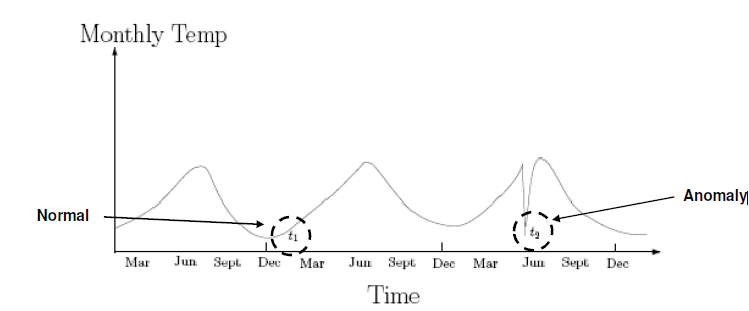 Monthly Temp
Anomaly
Normal
t1
t2
Mar Jun Sept Dec Mar Jun Sept Dec Mar Jun Sept Dec
Time